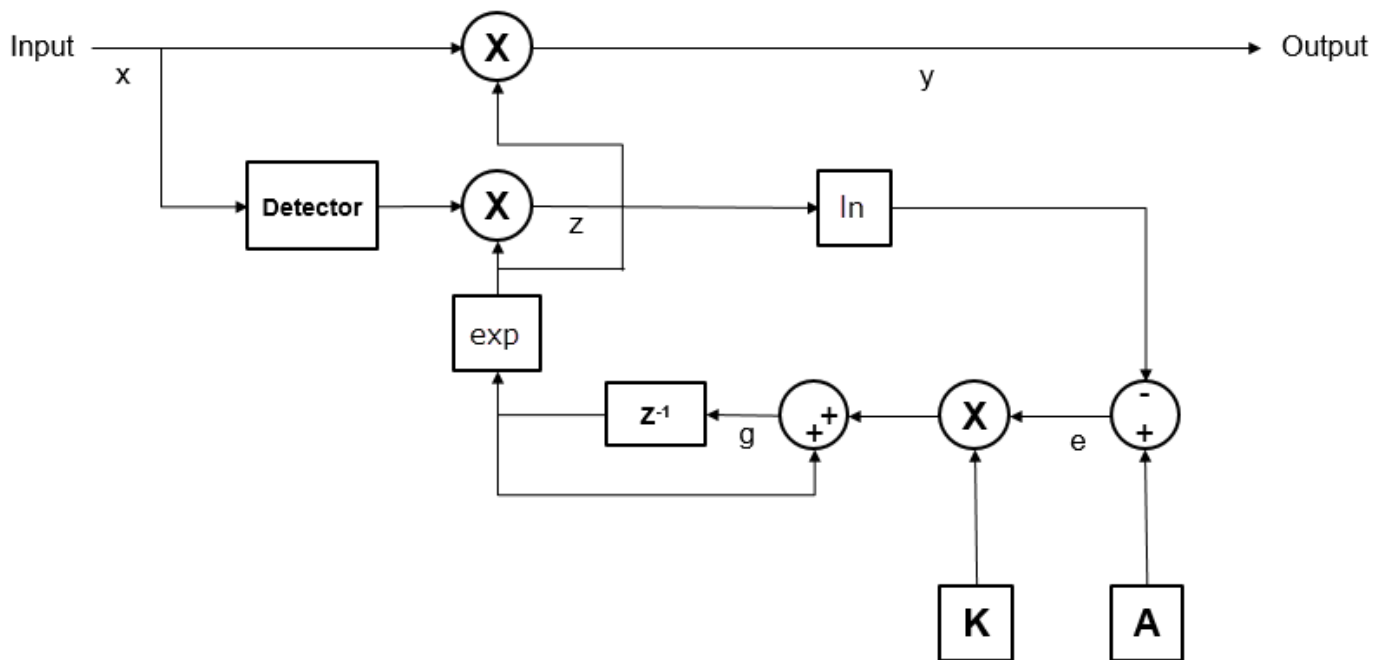 Input
X
Output
x
y
Detector
X
ln
z
exp
-
z-1
+
+
X
+
g
e
K
A